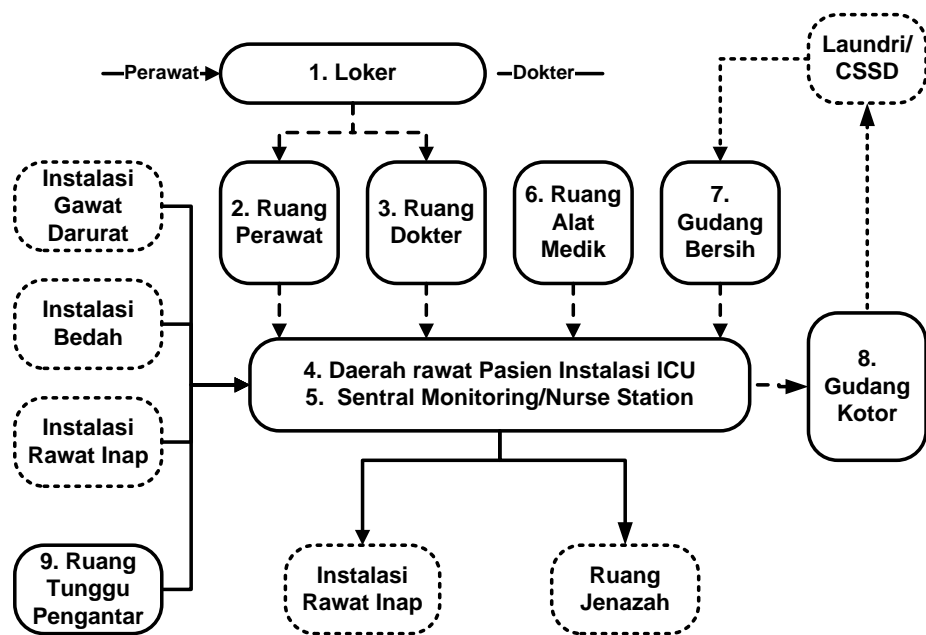 Perawat
1. Loker
Dokter
Laundri/
CSSD
Instalasi
Gawat
Darurat
2. Ruang
Perawat
3. Ruang
Dokter
6. Ruang
Alat
Medik
7.
Gudang
Bersih
Instalasi
Bedah
4. Daerah rawat Pasien Instalasi ICU
5. Sentral Monitoring/Nurse Station
8.
Gudang
Kotor
Instalasi
Rawat Inap
9. Ruang
Tunggu
Pengantar
Instalasi
Rawat Inap
Ruang
Jenazah